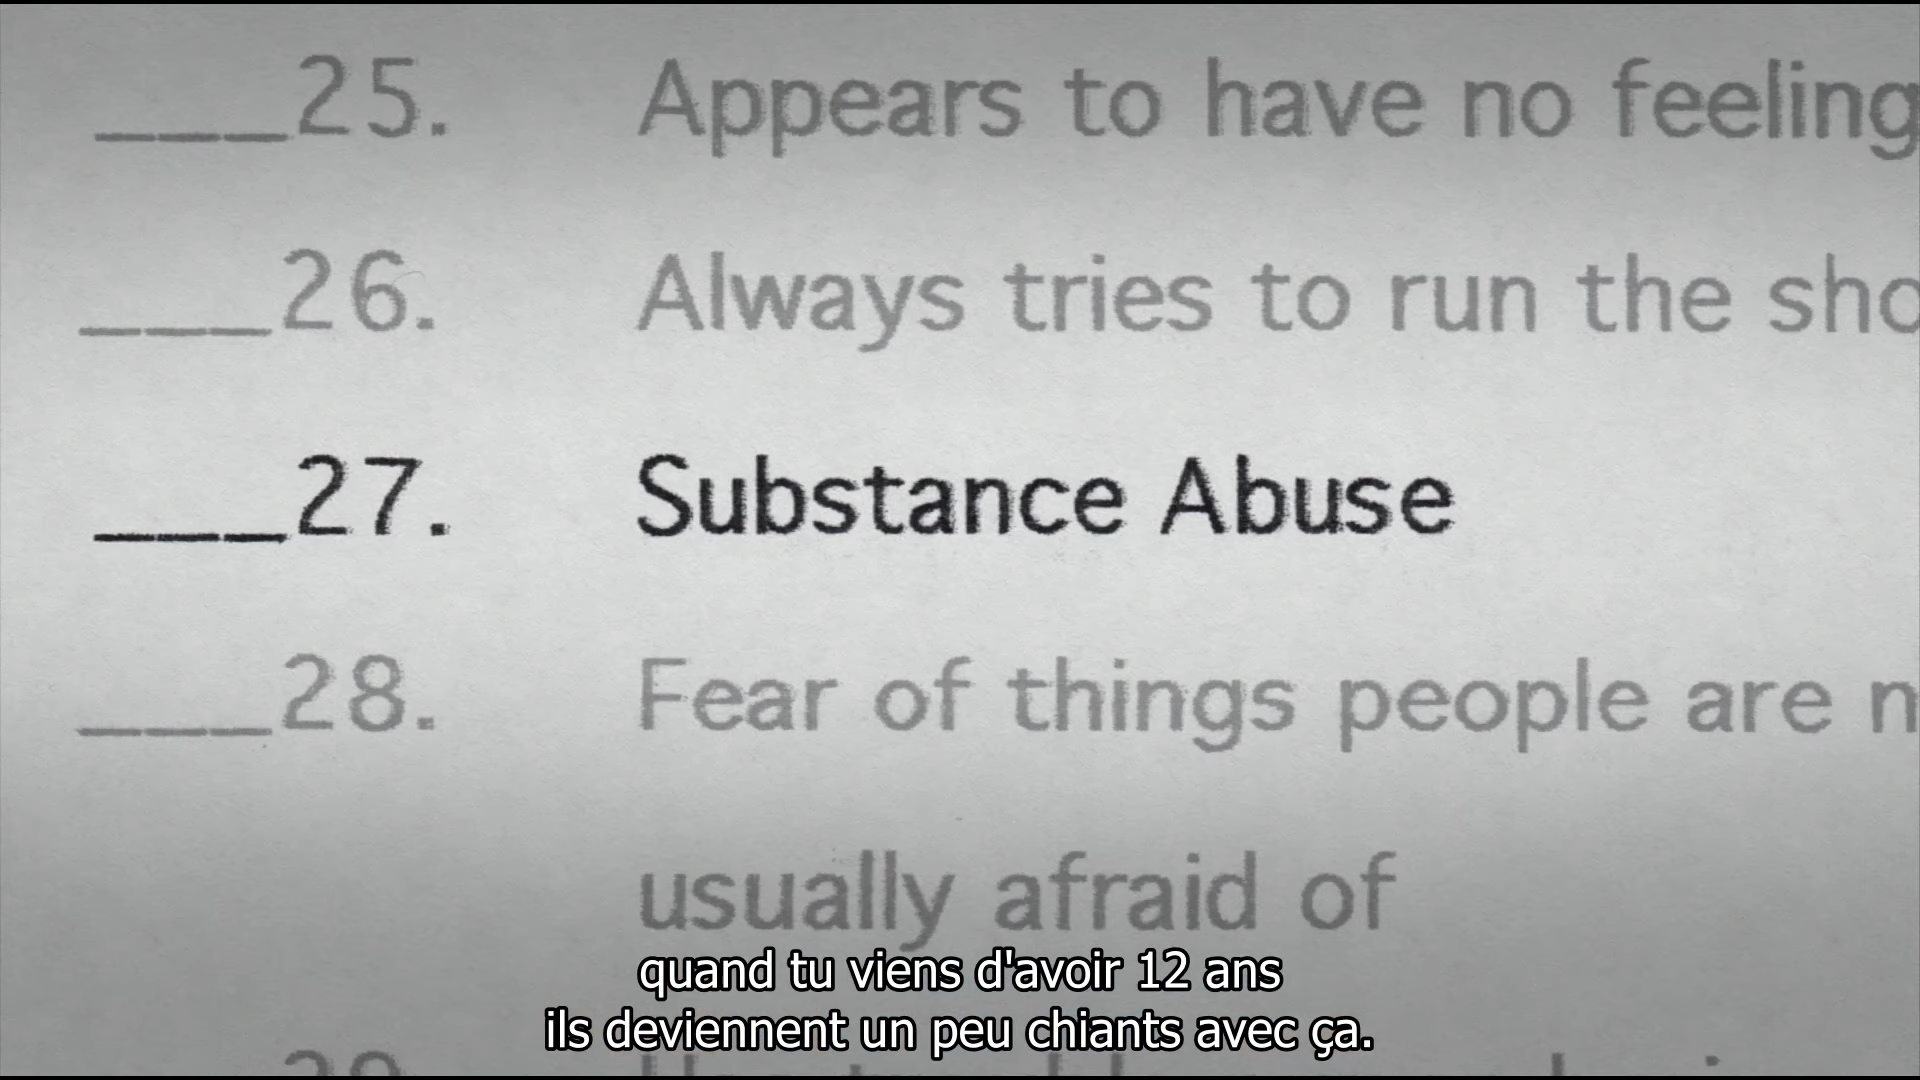 ___25. Appears to have no feeling
___26. Always tries to run the sho
___27. Substance Abuse
___28. Fear of things people are n
usually afraid of
quand tu viens d'avoir 12 ans
ils deviennent un peu chiants avec ça.